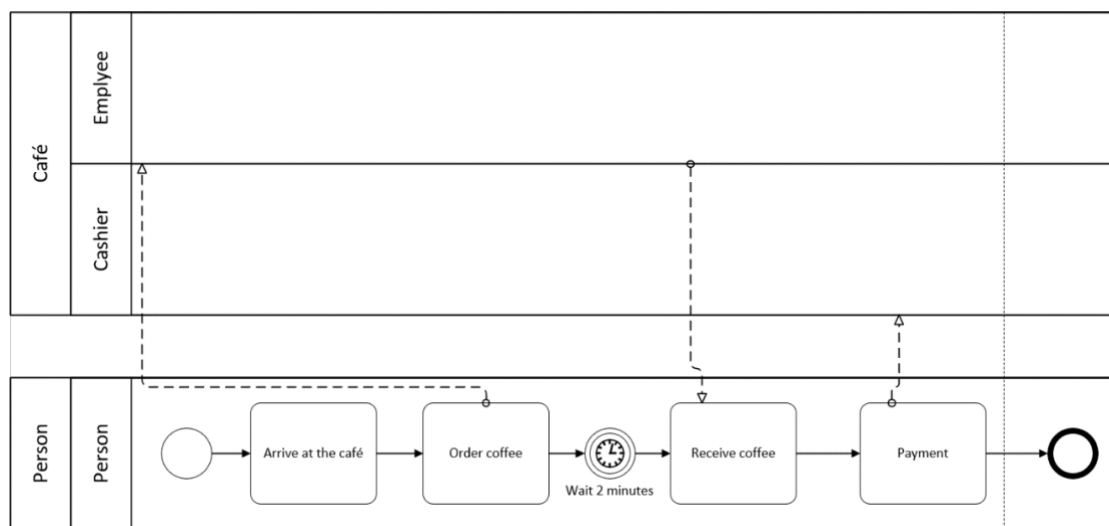 Café
Emplyee
Cashier
Person
Person
Arrive at the café
Order coffee
Wait 2 minutes
Receive coffee
Payment